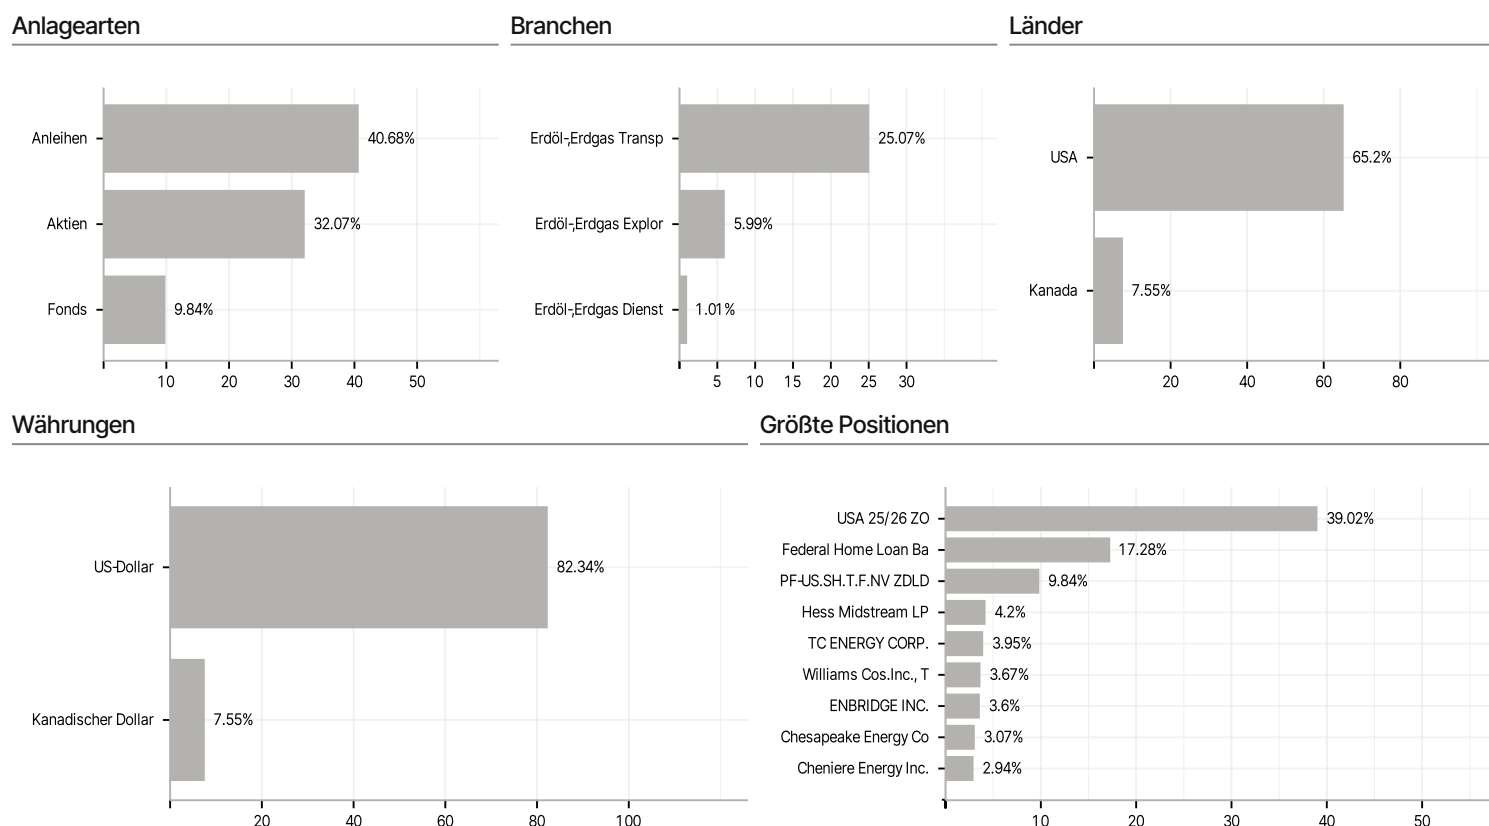 Anlagearten
Anleihen 40.68%
Aktien 32.07%
Fonds 9.84%
10 20 30 40 50
Branchen
Erdöl-,Erdgas Transp 25.07%
Erdöl-,Erdgas Explor 5.99%
Erdöl-,Erdgas Dienst 1.01%
5 10 15 20 25 30
Länder
USA 65.2%
Kanada 7.55%
20 40 60 80
Währungen
US-Dollar 82.34%
Kanadischer Dollar 7.55%
20 40 60 80 100
Größte Positionen
USA 25/26 ZO 39.02%
Federal Home Loan Ba 17.28%
PF-US.SH.T.F.NV ZDLD 9.84%
Hess Midstream LP 4.2%
TC ENERGY CORP. 3.95%
Williams Cos.Inc., T 3.67%
ENBRIDGE INC. 3.6%
Chesapeake Energy Co 3.07%
Cheniere Energy Inc. 2.94%
10 20 30 40 50